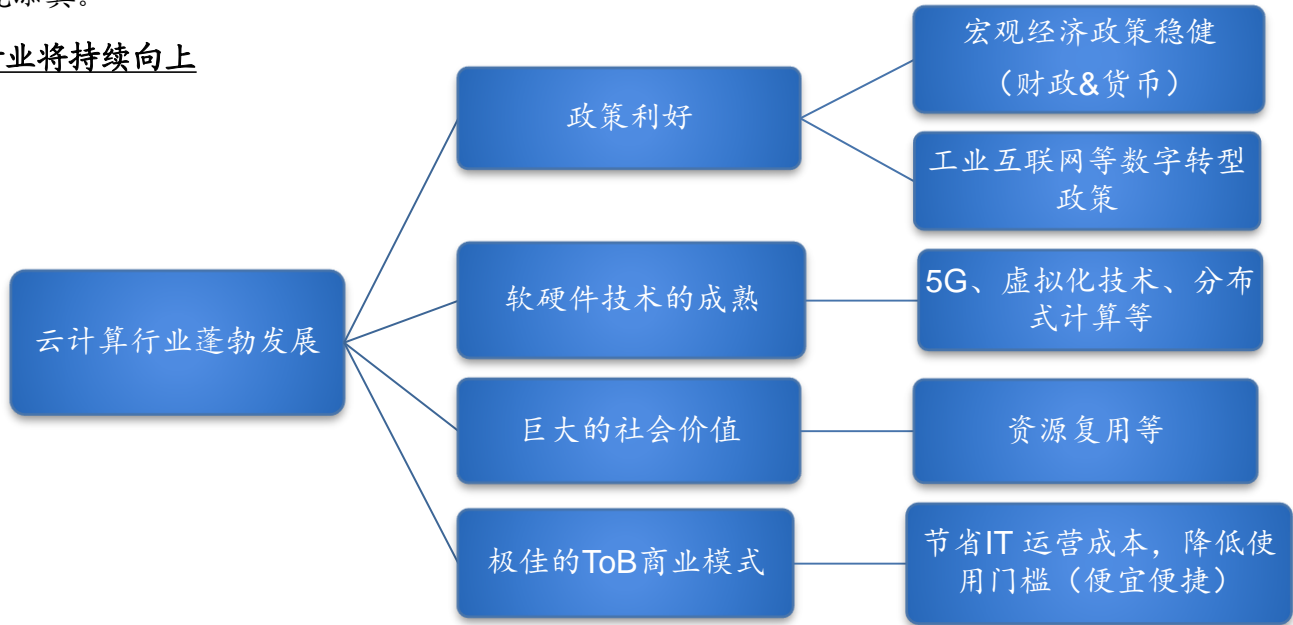 业将持续向上
宏观经济政策稳健
（财政&货币）
政策利好
工业互联网等数字转型
政策
软硬件技术的成熟
5G、虚拟化技术、分布
式计算等
云计算行业蓬勃发展
巨大的社会价值
资源复用等
极佳的ToB商业模式
节省IT 运营成本，降低使
用门槛（便宜便捷）